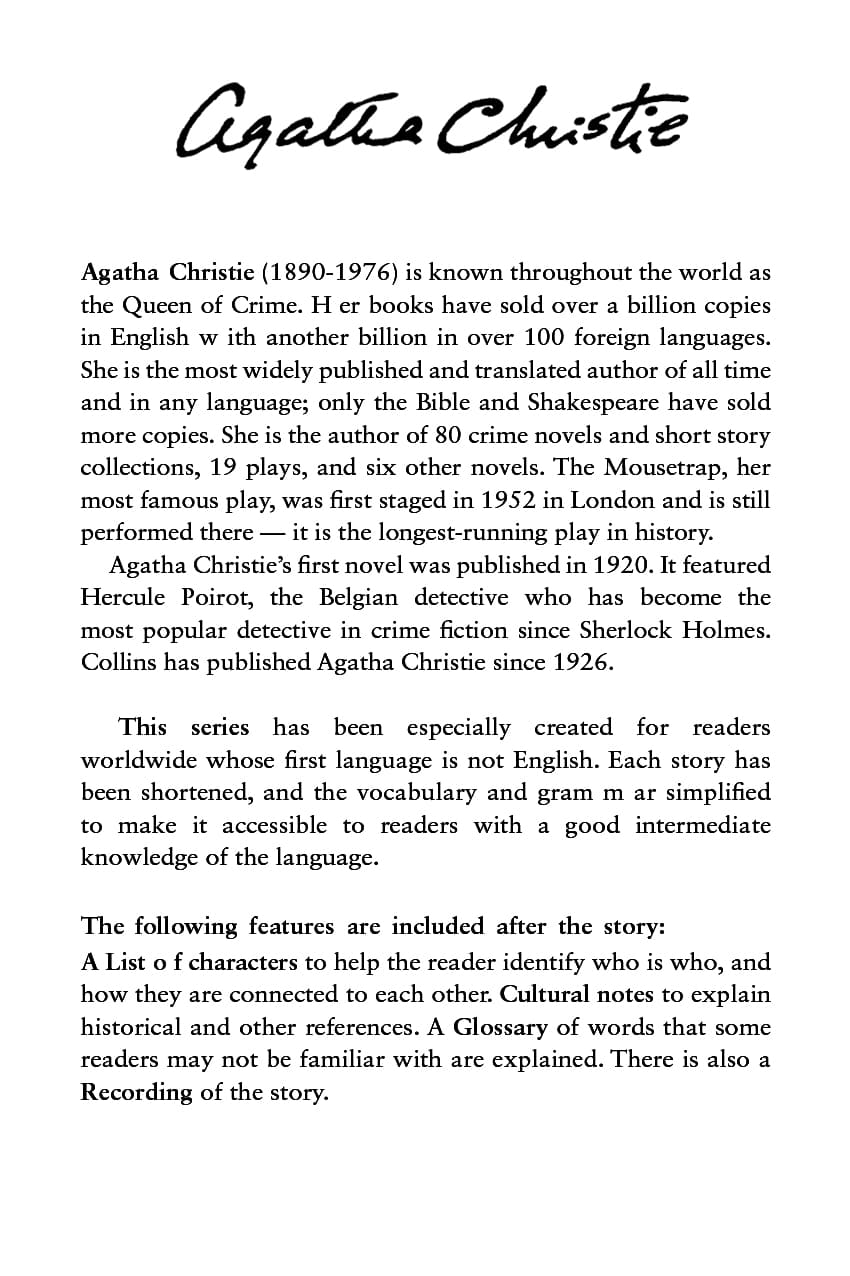 Agatha Christie
Agatha Christie (1890-1976) is known throughout the world as
the Queen of Crime. H er books have sold over a billion copies
in English w ith another billion in over 100 foreign languages.
She is the most widely published and translated author of all time
and in any language; only the Bible and Shakespeare have sold
more copies. She is the author of 80 crime novels and short story
collections, 19 plays, and six other novels. The Mousetrap, her
most famous play, was first staged in 1952 in London and is still
performed there — it is the longest-running play in history.
Agatha Christie’s first novel was published in 1920. It featured
Hercule Poirot, the Belgian detective who has become the
most popular detective in crime fiction since Sherlock Holmes.
Collins has published Agatha Christie since 1926.
This series has been especially created for readers
worldwide whose first language is not English. Each story has
been shortened, and the vocabulary and gram m ar simplified
to make it accessible to readers with a good intermediate
knowledge of the language.
The following features are included after the story:
A List o f characters to help the reader identify who is who, and
how they are connected to each other. Cultural notes to explain
historical and other references. A Glossary of words that some
readers may not be familiar with are explained. There is also a
Recording of the story.